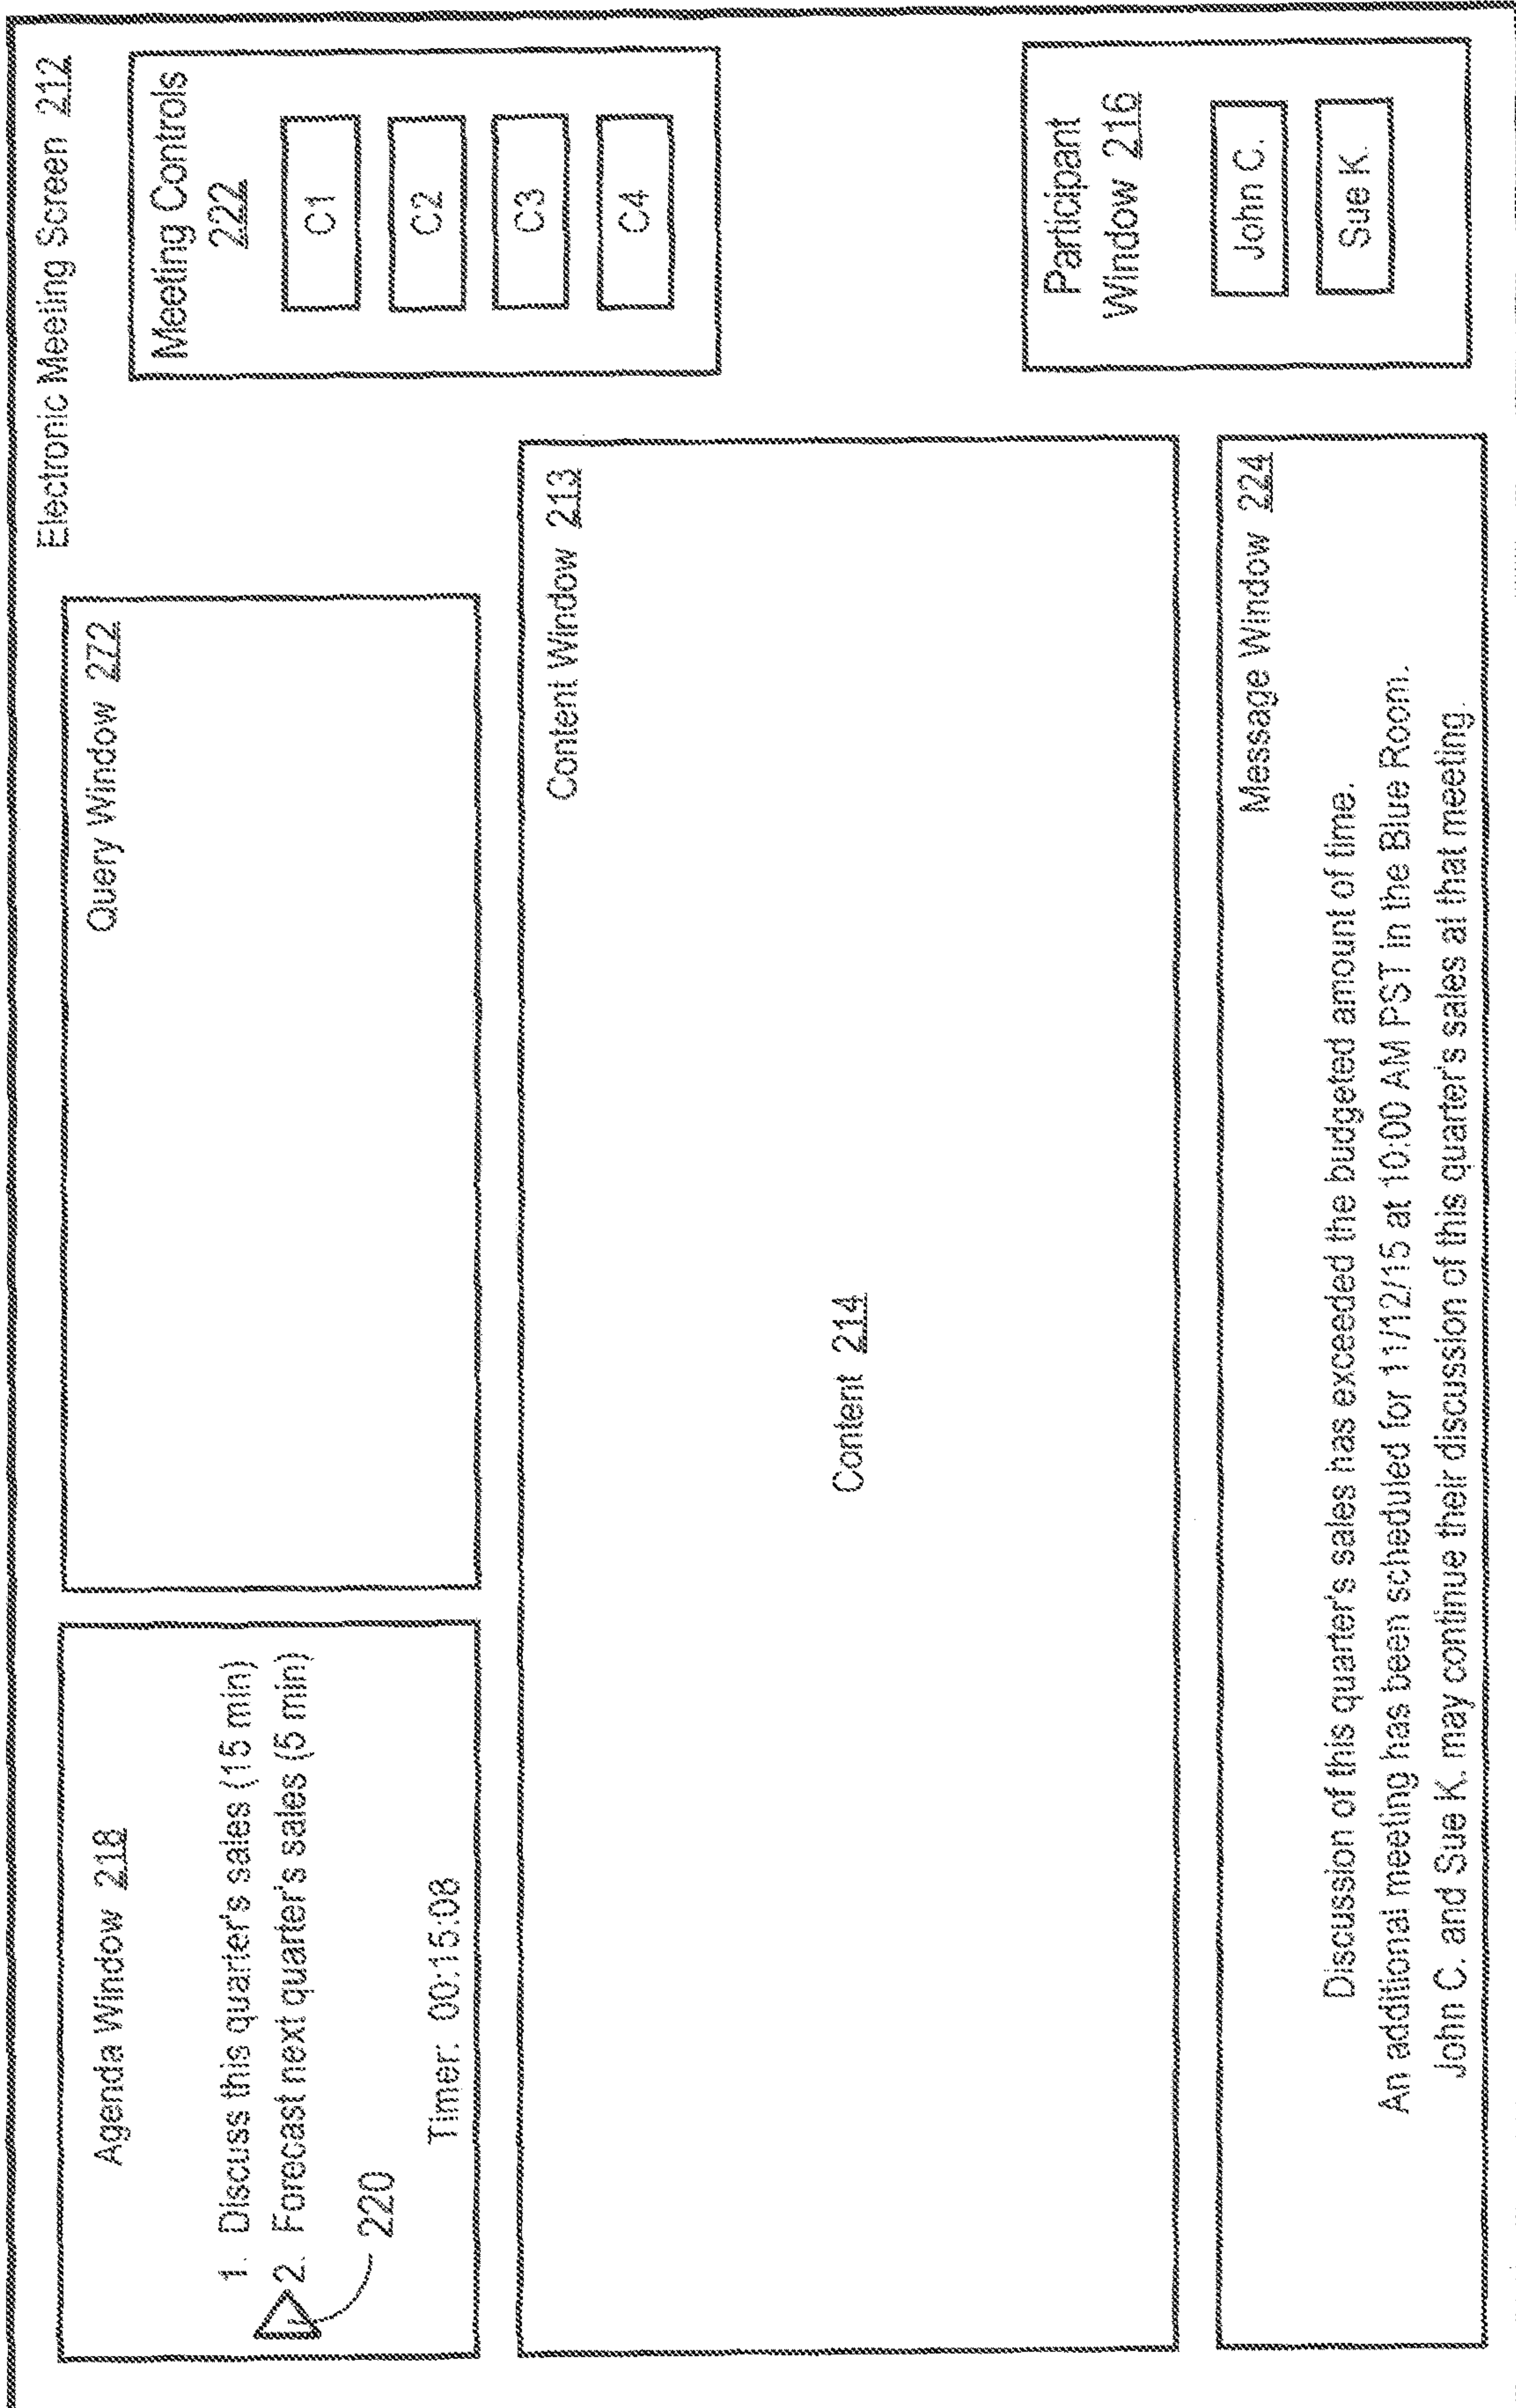 Electronic Meeting Screen 212
Agenda Window 218
1. Discuss this quarter's sales (15 min)
2. Forecast next quarter's sales (5 min)
220
Timer: 00:15:08
Query Window 272
Meeting Controls
222
C1
C2
C3
C4
Content Window 213
Content 214
Participant
Window 216
John C.
Sue K.
Message Window 224
Discussion of this quarter's sales has exceeded the budgeted amount of time.
An additional meeting has been scheduled for 11/12/15 at 10:00 AM PST in the Blue Room.
John C. and Sue K. may continue their discussion of this quarter's sales at that meeting.